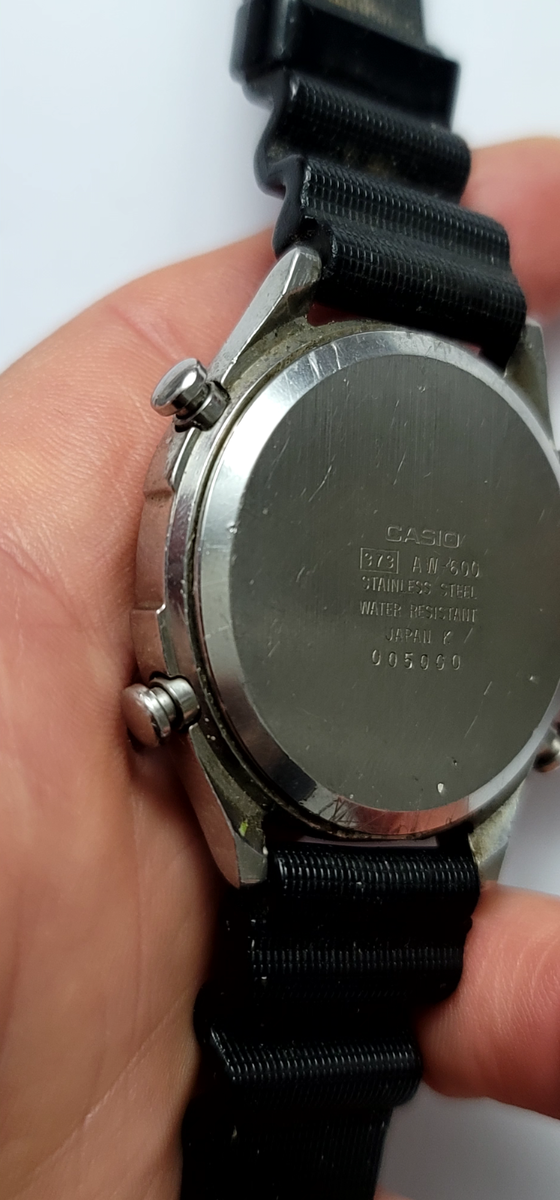 CASIO
373 AW-600
STAINLESS STEEL
WATER RESISTANT
JAPAN K
005090